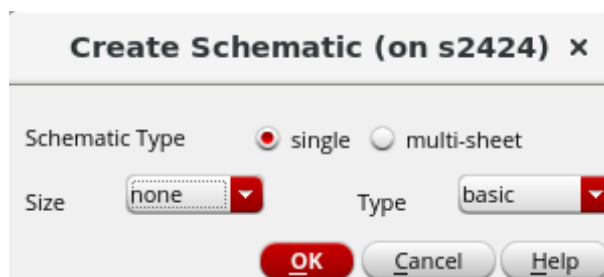 Create Schematic (on s2424) ×
Schematic Type single multi-sheet
Size none Type basic
OK Cancel Help